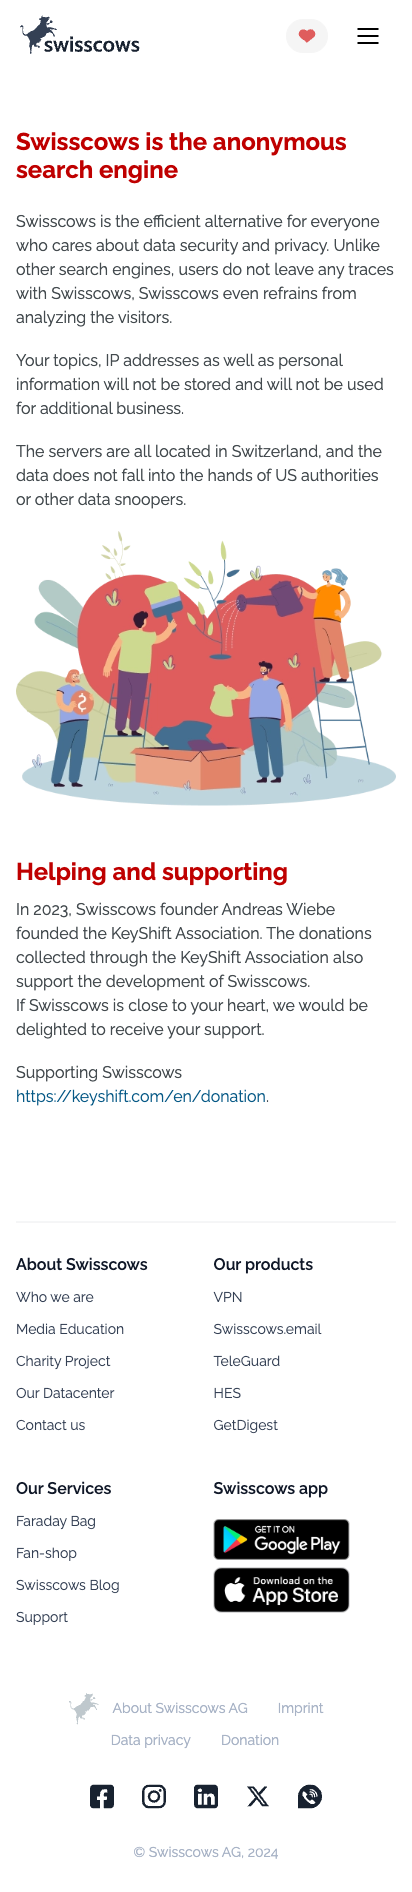 swisscows
Swisscows is the anonymous
search engine
Swisscows is the efficient alternative for everyone
who cares about data security and privacy. Unlike
other search engines, users do not leave any traces
with Swisscows, Swisscows even refrains from
analyzing the visitors.
Your topics, IP addresses as well as personal
information will not be stored and will not be used
for additional business.
The servers are all located in Switzerland, and the
data does not fall into the hands of US authorities
or other data snoopers.
Helping and supporting
In 2023, Swisscows founder Andreas Wiebe
founded the KeyShift Association. The donations
collected through the KeyShift Association also
support the development of Swisscows.
If Swisscows is close to your heart, we would be
delighted to receive your support.
Supporting Swisscows
https://keyshift.com/en/donation.
About Swisscows
Who we are
Media Education
Charity Project
Our Datacenter
Contact us
Our products
VPN
Swisscows.email
TeleGuard
HES
GetDigest
Our Services
Faraday Bag
Fan-shop
Swisscows Blog
Support
Swisscows app
GET IT ON
Google Play
Download on the
App Store
About Swisscows AG Imprint
Data privacy Donation
© Swisscows AG, 2024